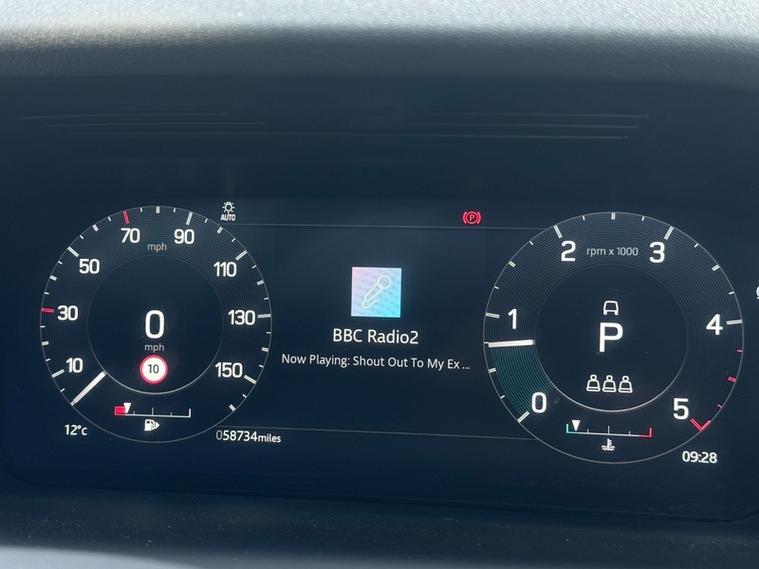 AUTO
P
70
mph
90
50
110
30
130
10
150
0
mph
10
12°C
058734miles
BBC Radio2
Now Playing: Shout Out To My Ex ...
2
rpm x 1000
3
1
4
P
0
5
09:28